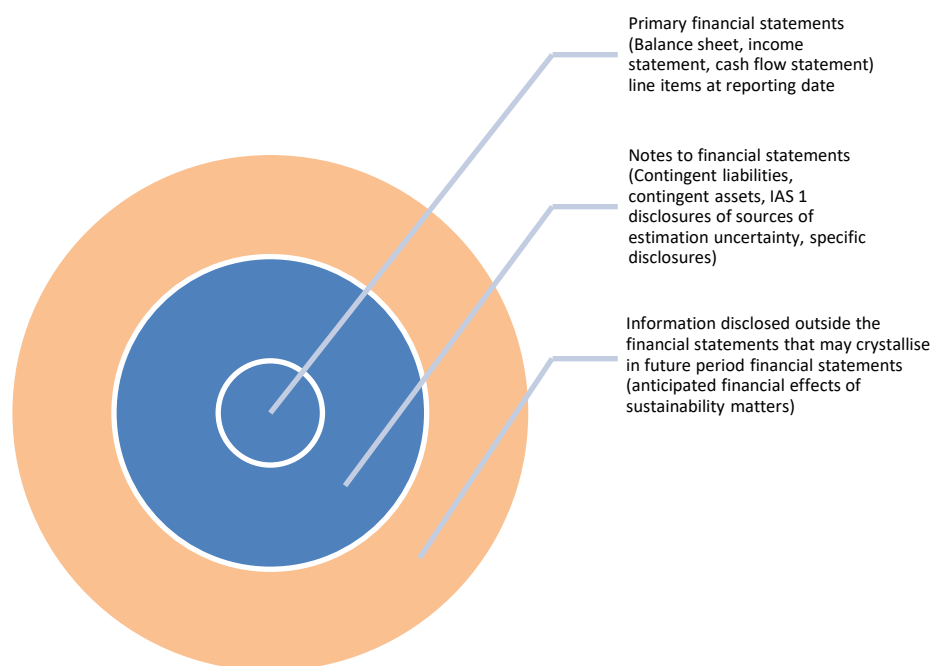 Primary financial statements
(Balance sheet, income
statement, cash flow statement)
line items at reporting date
Notes to financial statements
(Contingent liabilities,
contingent assets, IAS 1
disclosures of sources of
estimation uncertainty, specific
disclosures)
Information disclosed outside the
financial statements that may crystallise
in future period financial statements
(anticipated financial effects of
sustainability matters)